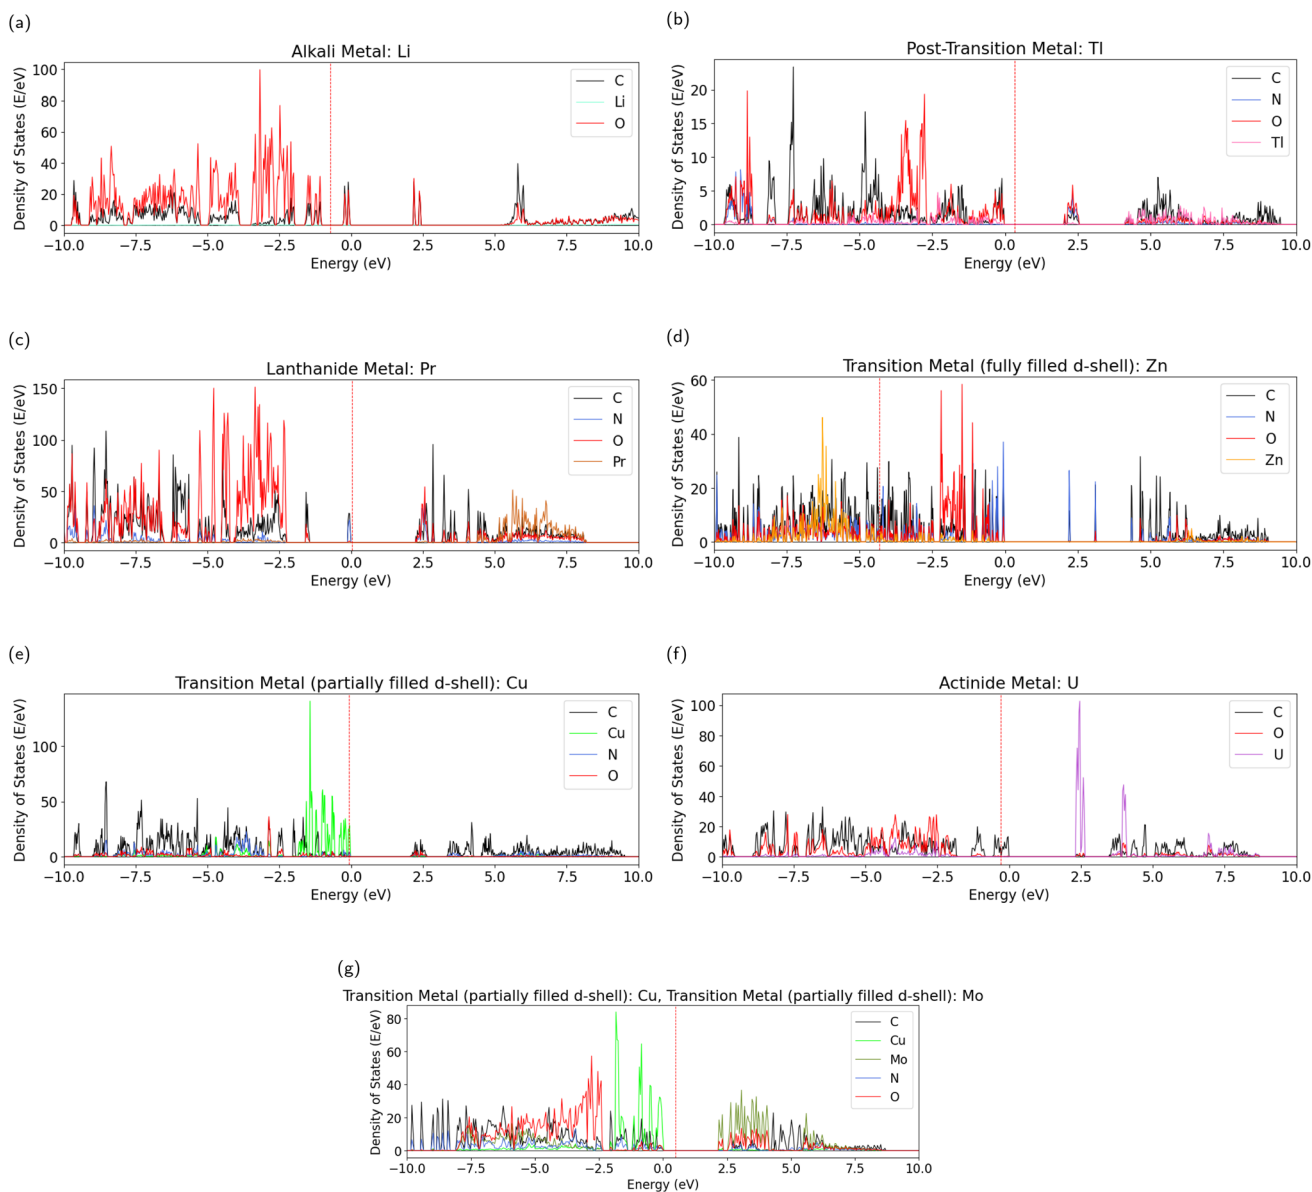 (a)
Alkali Metal: Li
Density of States (E/eV)
100
80
60
40
20
0
C
Li
O
−10.0 −7.5 −5.0 −2.5 0.0 2.5 5.0 7.5 10.0
Energy (eV)
(b)
Post-Transition Metal: Tl
Density of States (E/eV)
20
15
10
5
0
C
N
O
Tl
−10.0 −7.5 −5.0 −2.5 0.0 2.5 5.0 7.5 10.0
Energy (eV)
(c)
Lanthanide Metal: Pr
Density of States (E/eV)
150
100
50
0
C
N
O
Pr
−10.0 −7.5 −5.0 −2.5 0.0 2.5 5.0 7.5 10.0
Energy (eV)
(d)
Transition Metal (fully filled d-shell): Zn
Density of States (E/eV)
60
40
20
0
C
N
O
Zn
−10.0 −7.5 −5.0 −2.5 0.0 2.5 5.0 7.5 10.0
Energy (eV)
(e)
Transition Metal (partially filled d-shell): Cu
Density of States (E/eV)
100
50
0
C
Cu
N
O
−10.0 −7.5 −5.0 −2.5 0.0 2.5 5.0 7.5 10.0
Energy (eV)
(f)
Actinide Metal: U
Density of States (E/eV)
100
80
60
40
20
0
C
O
U
−10.0 −7.5 −5.0 −2.5 0.0 2.5 5.0 7.5 10.0
Energy (eV)
(g)
Transition Metal (partially filled d-shell): Cu, Transition Metal (partially filled d-shell): Mo
Density of States (E/eV)
80
60
40
20
0
C
Cu
Mo
N
O
−10.0 −7.5 −5.0 −2.5 0.0 2.5 5.0 7.5 10.0
Energy (eV)